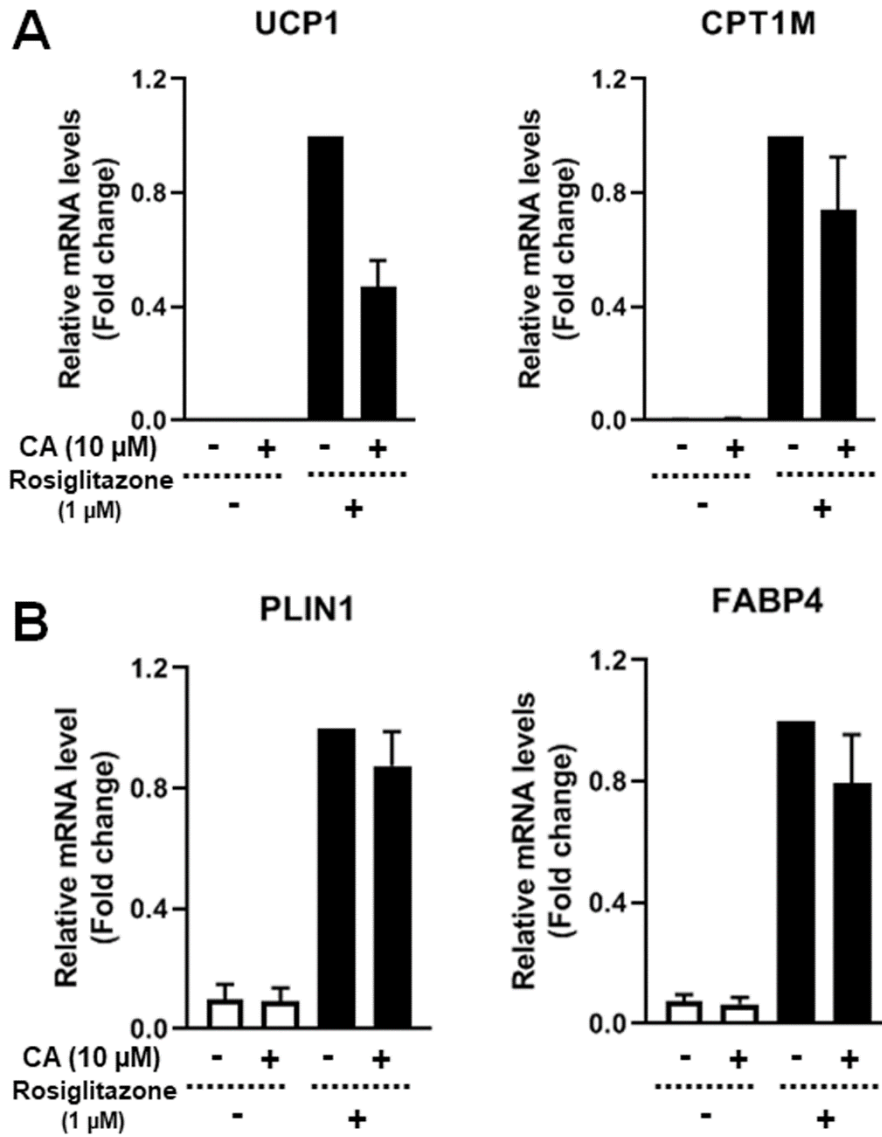 A
UCP1
CPT1M
Relative mRNA levels
(Fold change)
1.2
0.8
0.4
0.0
Relative mRNA levels
(Fold change)
1.2
0.8
0.4
0.0
CA (10 µM) - + - +
- + - +
Rosiglitazone
(1 µM) - +
- +
B
PLIN1
FABP4
Relative mRNA level
(Fold change)
1.2
0.8
0.4
0.0
Relative mRNA levels
(Fold change)
1.2
0.8
0.4
0.0
CA (10 µM) - + - +
- + - +
Rosiglitazone
(1 µM) - +
- +